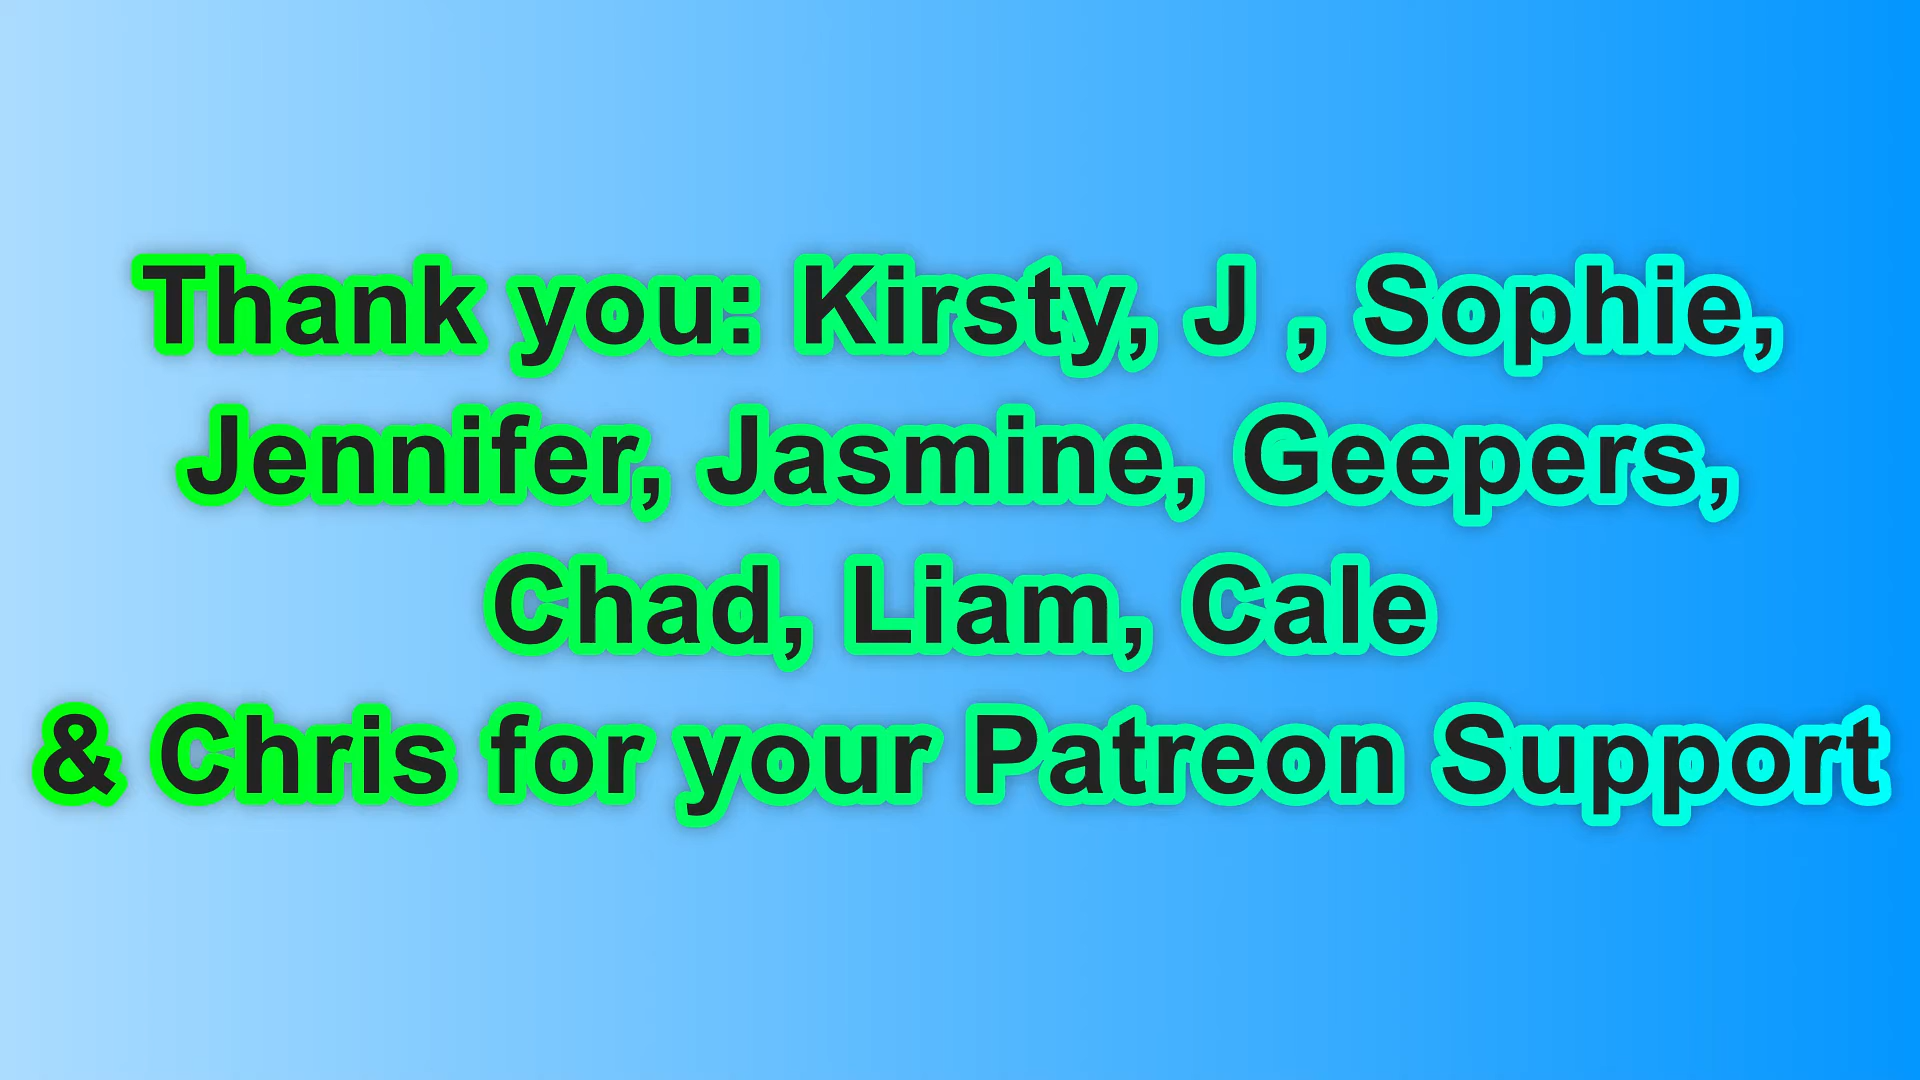 Thank you: Kirsty, J , Sophie,
Jennifer, Jasmine, Geepers,
Chad, Liam, Cale
& Chris for your Patreon Support